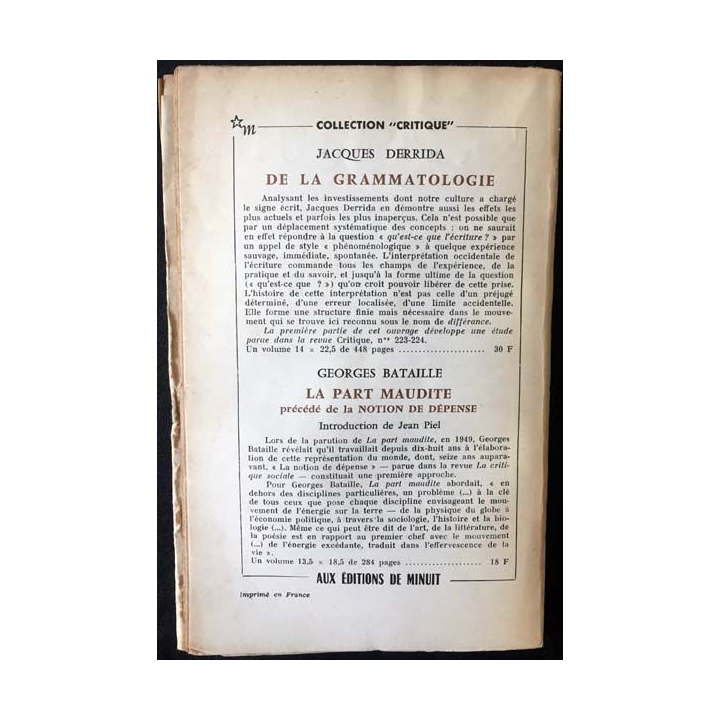 m COLLECTION "CRITIQUE"
JACQUES DERRIDA
DE LA GRAMMATOLOGIE
Analysant les investissements dont notre culture a chargé
le signe écrit, Jacques Derrida en démontre aussi les effets les
plus actuels et parfois les plus inaperçus. Cela n'est possible que
par un déplacement systématique des concepts : on ne saurait
en effet répondre à la question « qu'est-ce que l'écriture ? » par
un appel de style « phénoménologique » à quelque expérience
sauvage, immédiate, spontanée. L'interprétation occidentale de
l'écriture commande tous les champs de l'expérience, de la
pratique et du savoir, et jusqu'à la forme ultime de la question
(« qu'est-ce que ? ») qu'on croit pouvoir libérer de cette prise.
L'histoire de cette interprétation n'est pas celle d'un préjugé
déterminé, d'une erreur localisée, d'une limite accidentelle.
Elle forme une structure finie mais nécessaire dans le mouve-
ment qui se trouve ici reconnu sous le nom de différance.
La première partie de cet ouvrage développe une étude
parue dans la revue Critique, nos 223-224.
Un volume 14 × 22,5 de 448 pages ...................... 30 F
GEORGES BATAILLE
LA PART MAUDITE
précédé de la NOTION DE DÉPENSE
Introduction de Jean Piel
Lors de la parution de La part maudite, en 1949, Georges
Bataille révélait qu'il travaillait depuis dix-huit ans à l'élabora-
tion de cette représentation du monde, dont, seize ans aupara-
vant, « La notion de dépense » — parue dans la revue La criti-
que sociale — constituait une première approche.
Pour Georges Bataille, La part maudite abordait, « en
dehors des disciplines particulières, un problème (...) à la clé
de tous ceux que pose chaque discipline envisageant le mou-
vement de l'énergie sur la terre — de la physique du globe à
l'économie politique, à travers la sociologie, l'histoire et la bio-
logie (...). Même ce qui peut être dit de l'art, de la littérature, de
la poésie est en rapport au premier chef avec le mouvement
(...) de l'énergie excédante, traduit dans l'effervescence de la
vie ».
Un volume 13,5 × 18,5 de 284 pages .................... 18 F
AUX ÉDITIONS DE MINUIT
Imprimé en France